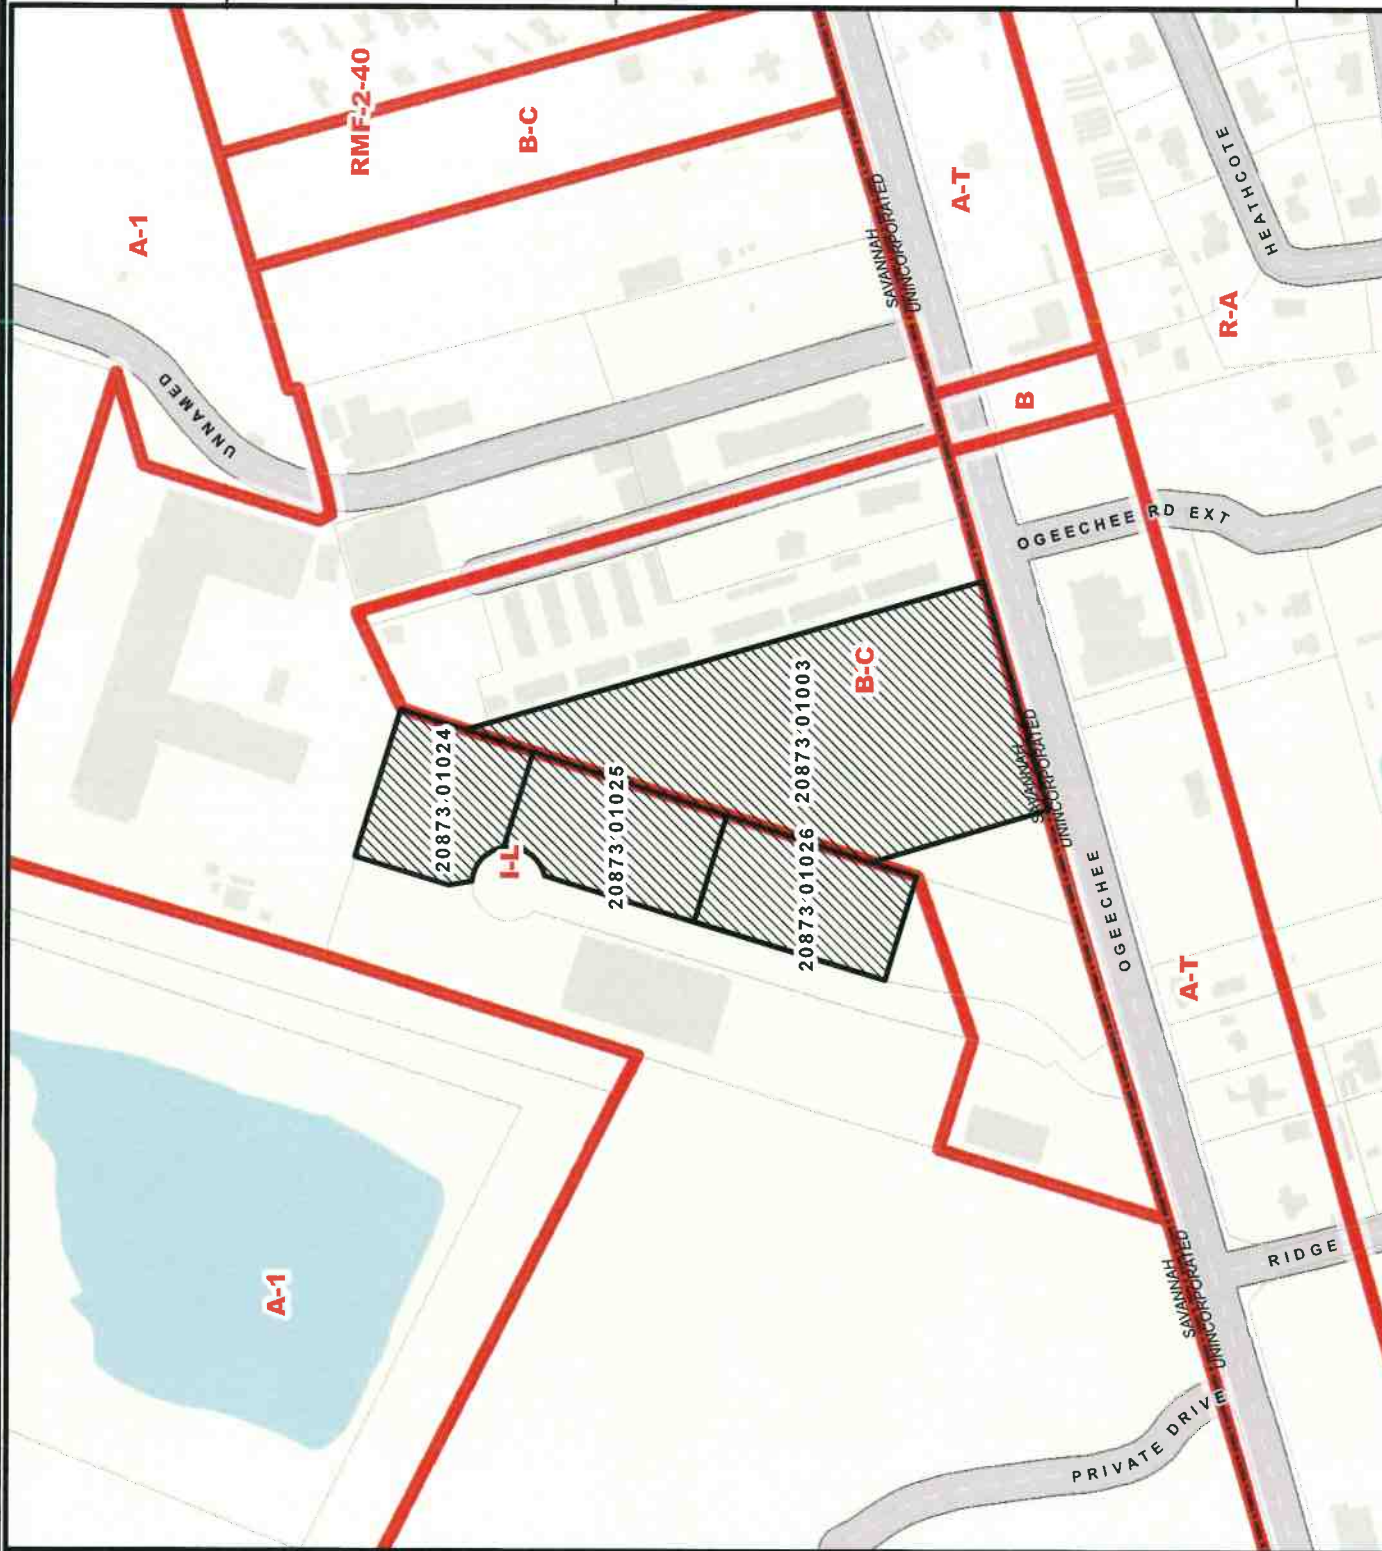 RMF-2-40
B-C
A-1
UNNAMED
SAVANNAH
UNINCORPORATED
A-T
HEATHCOTE
R-A
B
OGEECHEE RD EXT
20873 01024
I-L
20873 01025
20873 01003
B-C
20873 01026
SAVANNAH
UNINCORPORATED
OGEECHEE
A-T
A-1
RIDGE
SAVANNAH
UNINCORPORATED
PRIVATE DRIVE